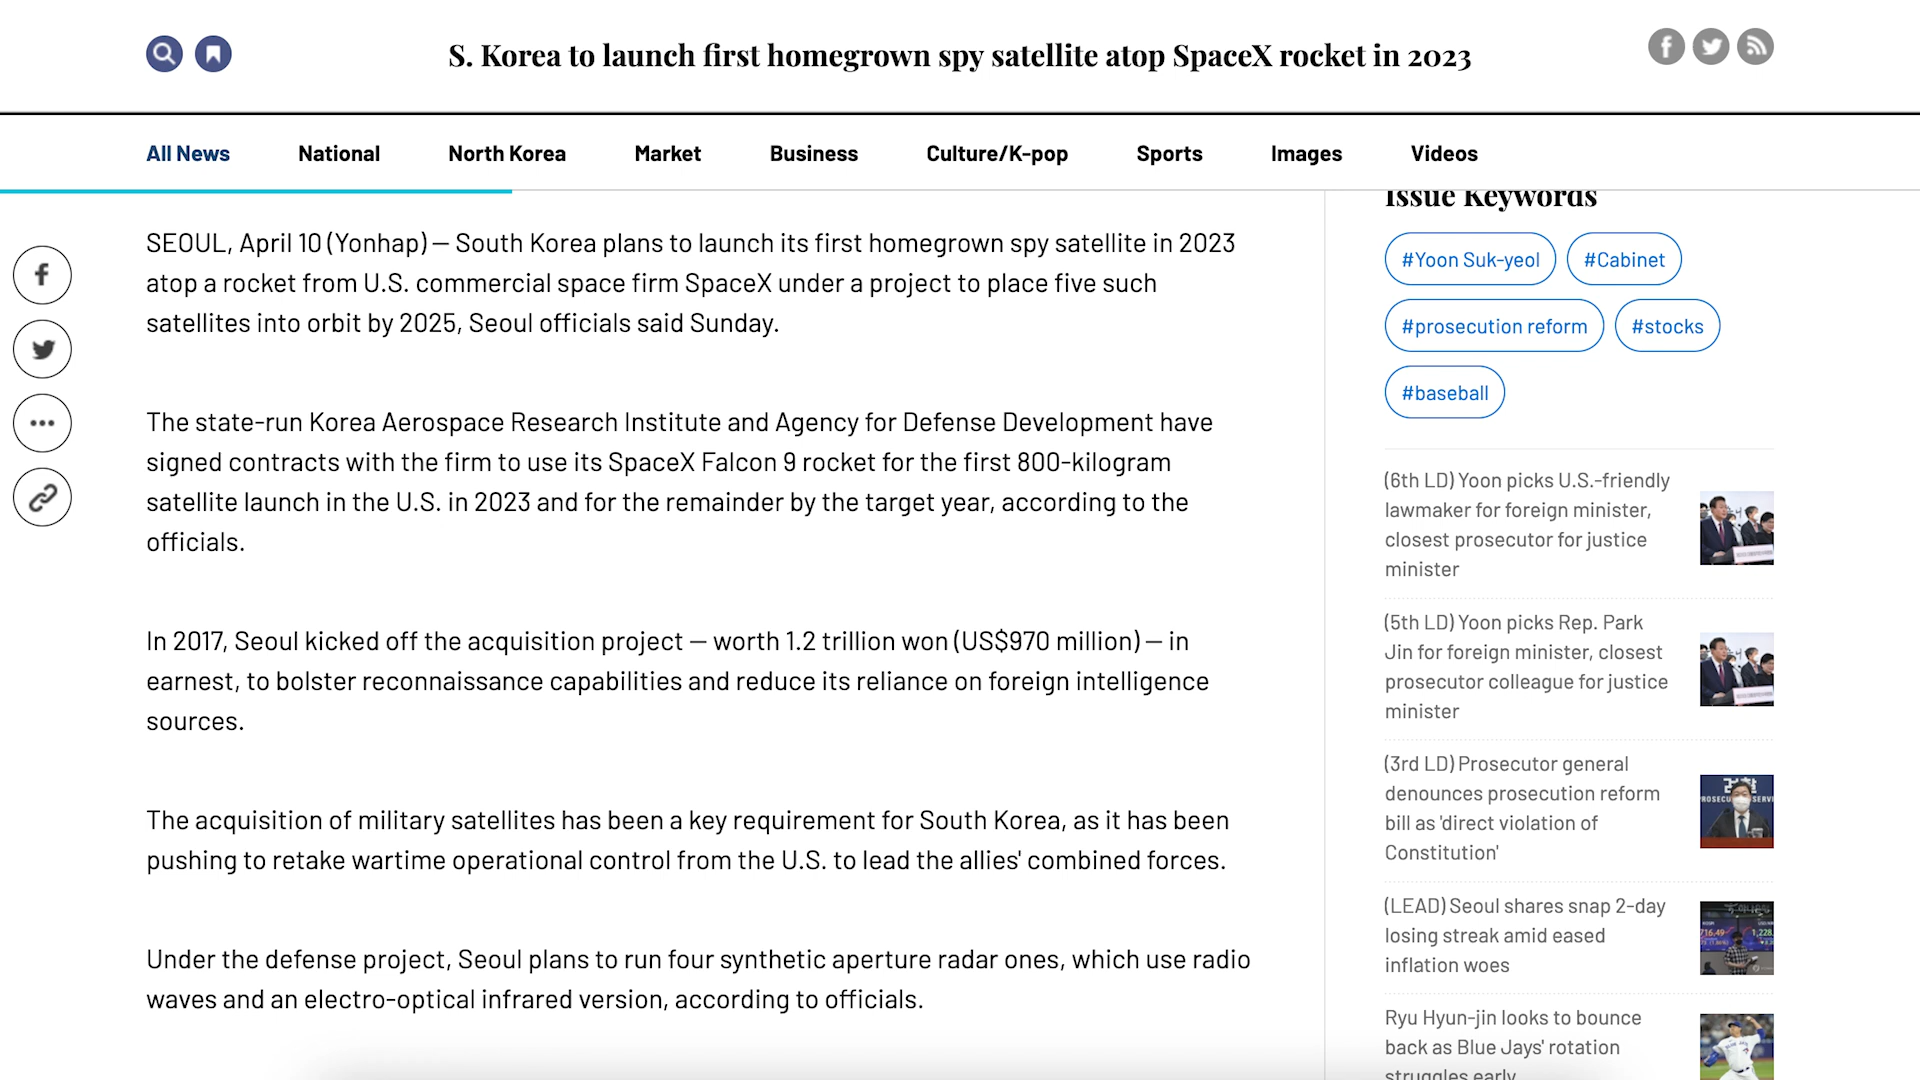 S. Korea to launch first homegrown spy satellite atop SpaceX rocket in 2023
All News
National
North Korea
Market
Business
Culture/K-pop
Sports
Images
Videos
SEOUL, April 10 (Yonhap) — South Korea plans to launch its first homegrown spy satellite in 2023
atop a rocket from U.S. commercial space firm SpaceX under a project to place five such
satellites into orbit by 2025, Seoul officials said Sunday.
The state-run Korea Aerospace Research Institute and Agency for Defense Development have
signed contracts with the firm to use its SpaceX Falcon 9 rocket for the first 800-kilogram
satellite launch in the U.S. in 2023 and for the remainder by the target year, according to the
officials.
In 2017, Seoul kicked off the acquisition project — worth 1.2 trillion won (US$970 million) — in
earnest, to bolster reconnaissance capabilities and reduce its reliance on foreign intelligence
sources.
The acquisition of military satellites has been a key requirement for South Korea, as it has been
pushing to retake wartime operational control from the U.S. to lead the allies' combined forces.
Under the defense project, Seoul plans to run four synthetic aperture radar ones, which use radio
waves and an electro-optical infrared version, according to officials.
Issue Keywords
#Yoon Suk-yeol
#Cabinet
#prosecution reform
#stocks
#baseball
(6th LD) Yoon picks U.S.-friendly
lawmaker for foreign minister,
closest prosecutor for justice
minister
(5th LD) Yoon picks Rep. Park
Jin for foreign minister, closest
prosecutor colleague for justice
minister
(3rd LD) Prosecutor general
denounces prosecution reform
bill as 'direct violation of
Constitution'
(LEAD) Seoul shares snap 2-day
losing streak amid eased
inflation woes
Ryu Hyun-jin looks to bounce
back as Blue Jays' rotation
struggles early